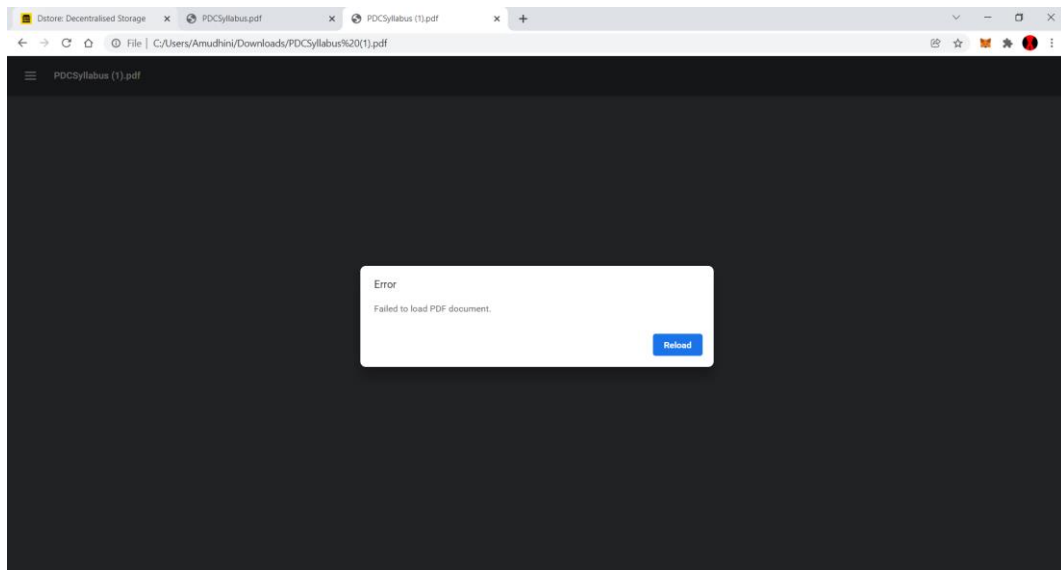 Dstore: Decentralised Storage PDCSyllabus.pdf PDCSyllabus (1).pdf
File | C:/Users/Amudhini/Downloads/PDCSyllabus%20(1).pdf
PDCSyllabus (1).pdf
Error
Failed to load PDF document.
Reload